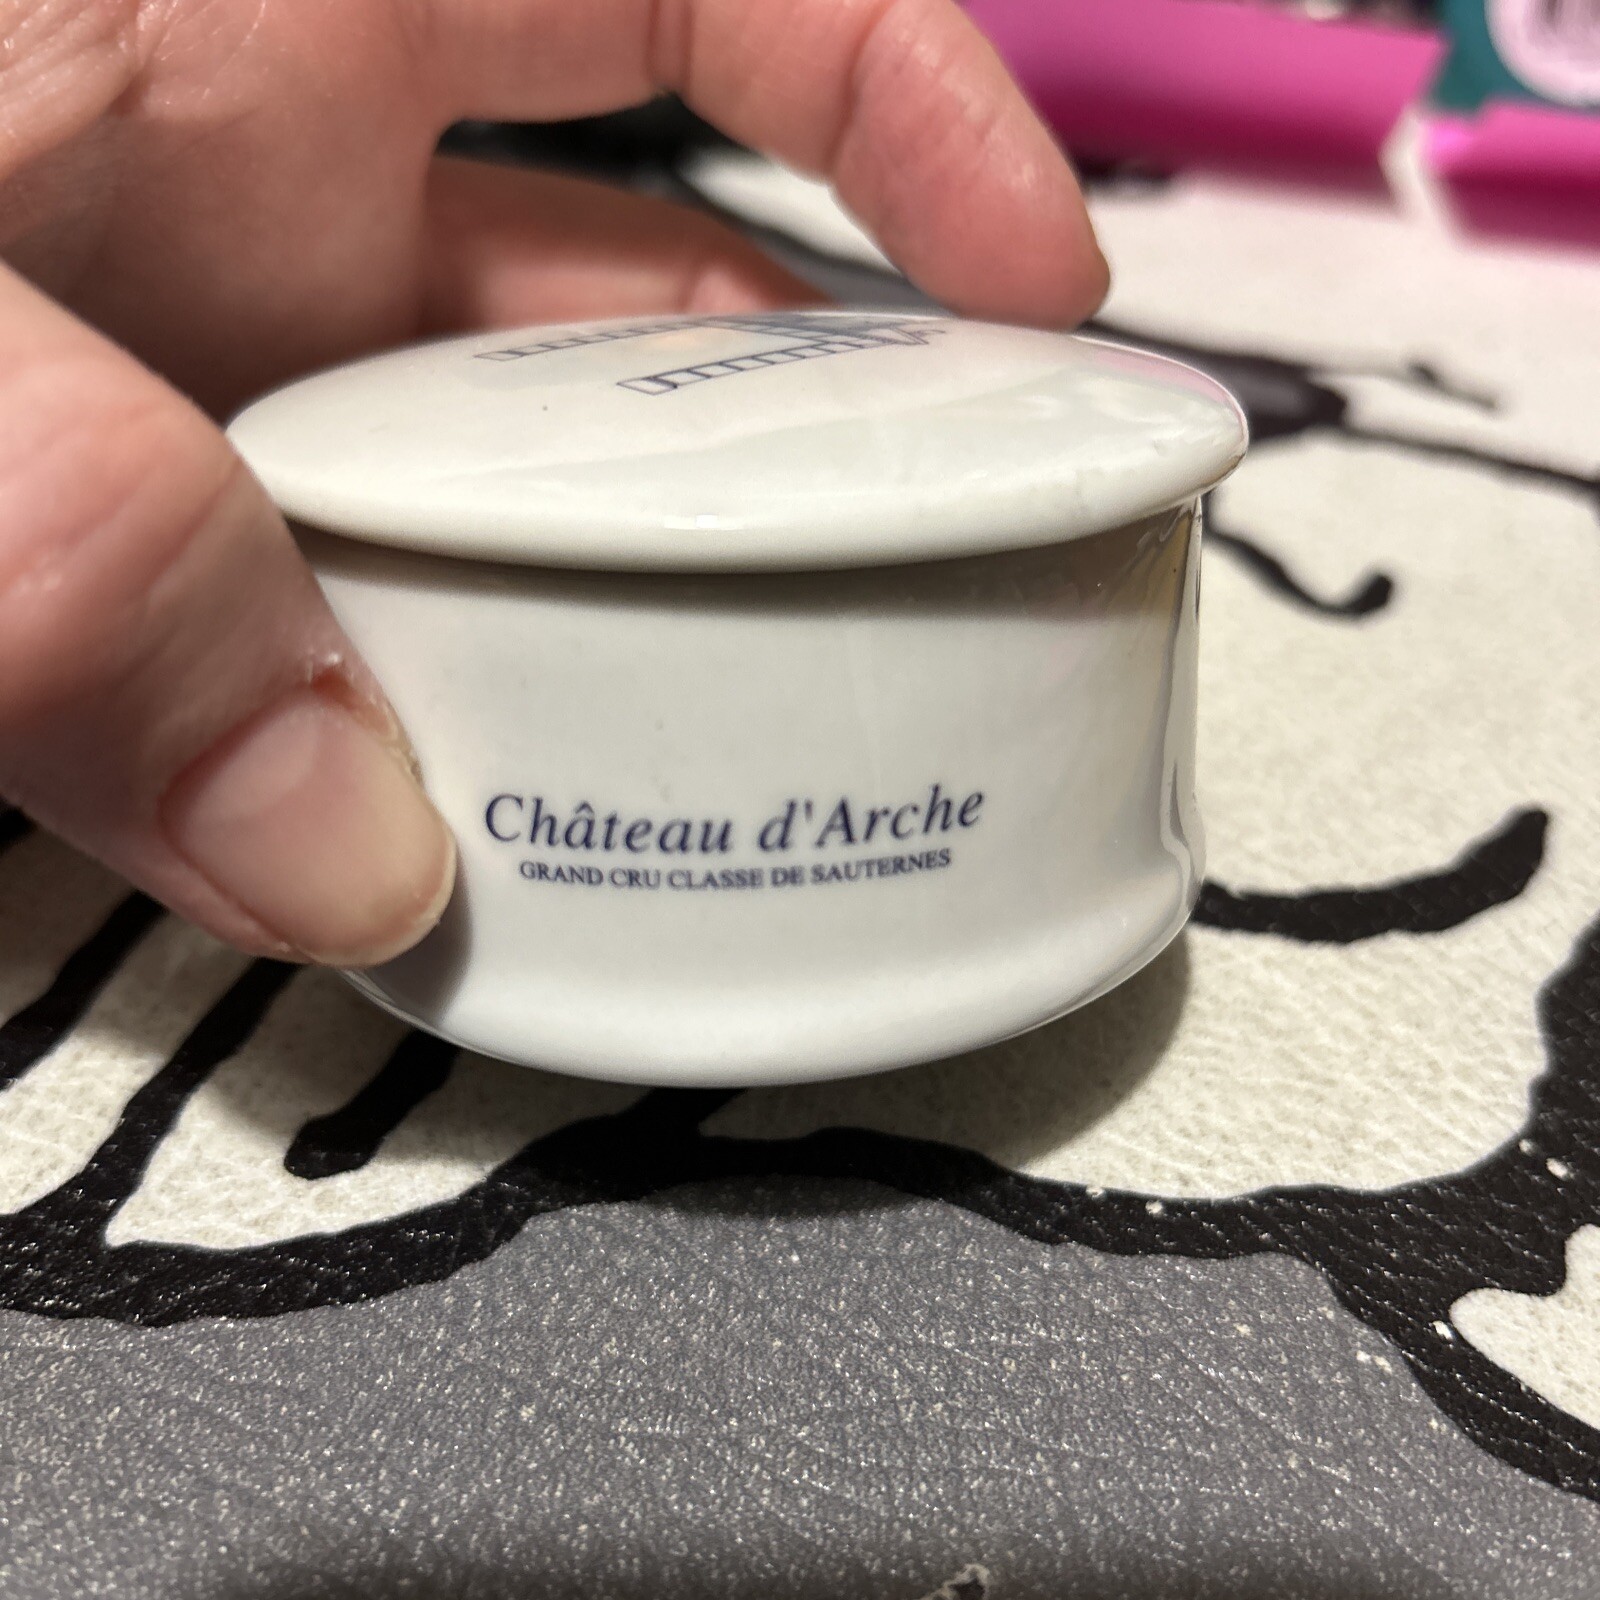 Château d'Arche
GRAND CRU CLASSE DE SAUTERNES